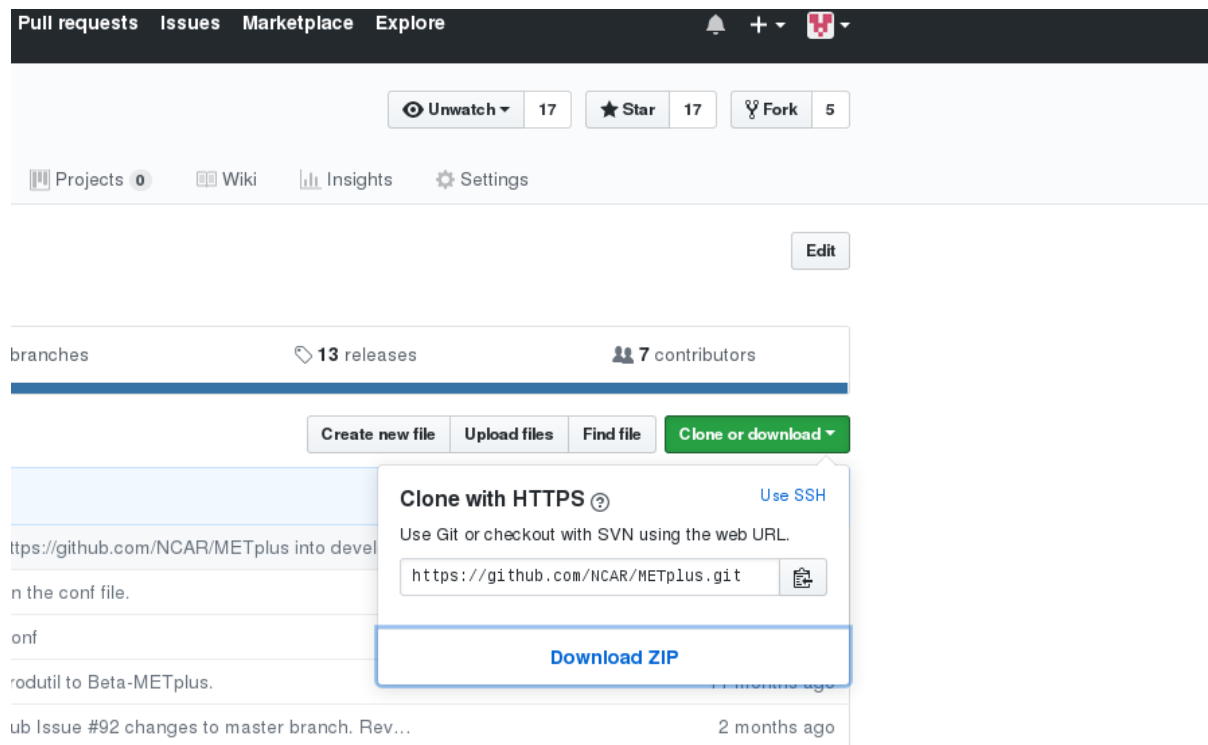 Pull requests Issues Marketplace Explore
Unwatch 17 Star 17 Fork 5
Projects 0 Wiki Insights Settings
Edit
branches 13 releases 7 contributors
Create new file Upload files Find file Clone or download
Clone with HTTPS Use SSH
Use Git or checkout with SVN using the web URL.
ttps://github.com/NCAR/METplus into devel
https://github.com/NCAR/METplus.git
n the conf file.
onf
Download ZIP
rodutil to Beta-METplus. months ago
ub Issue #92 changes to master branch. Rev... 2 months ago